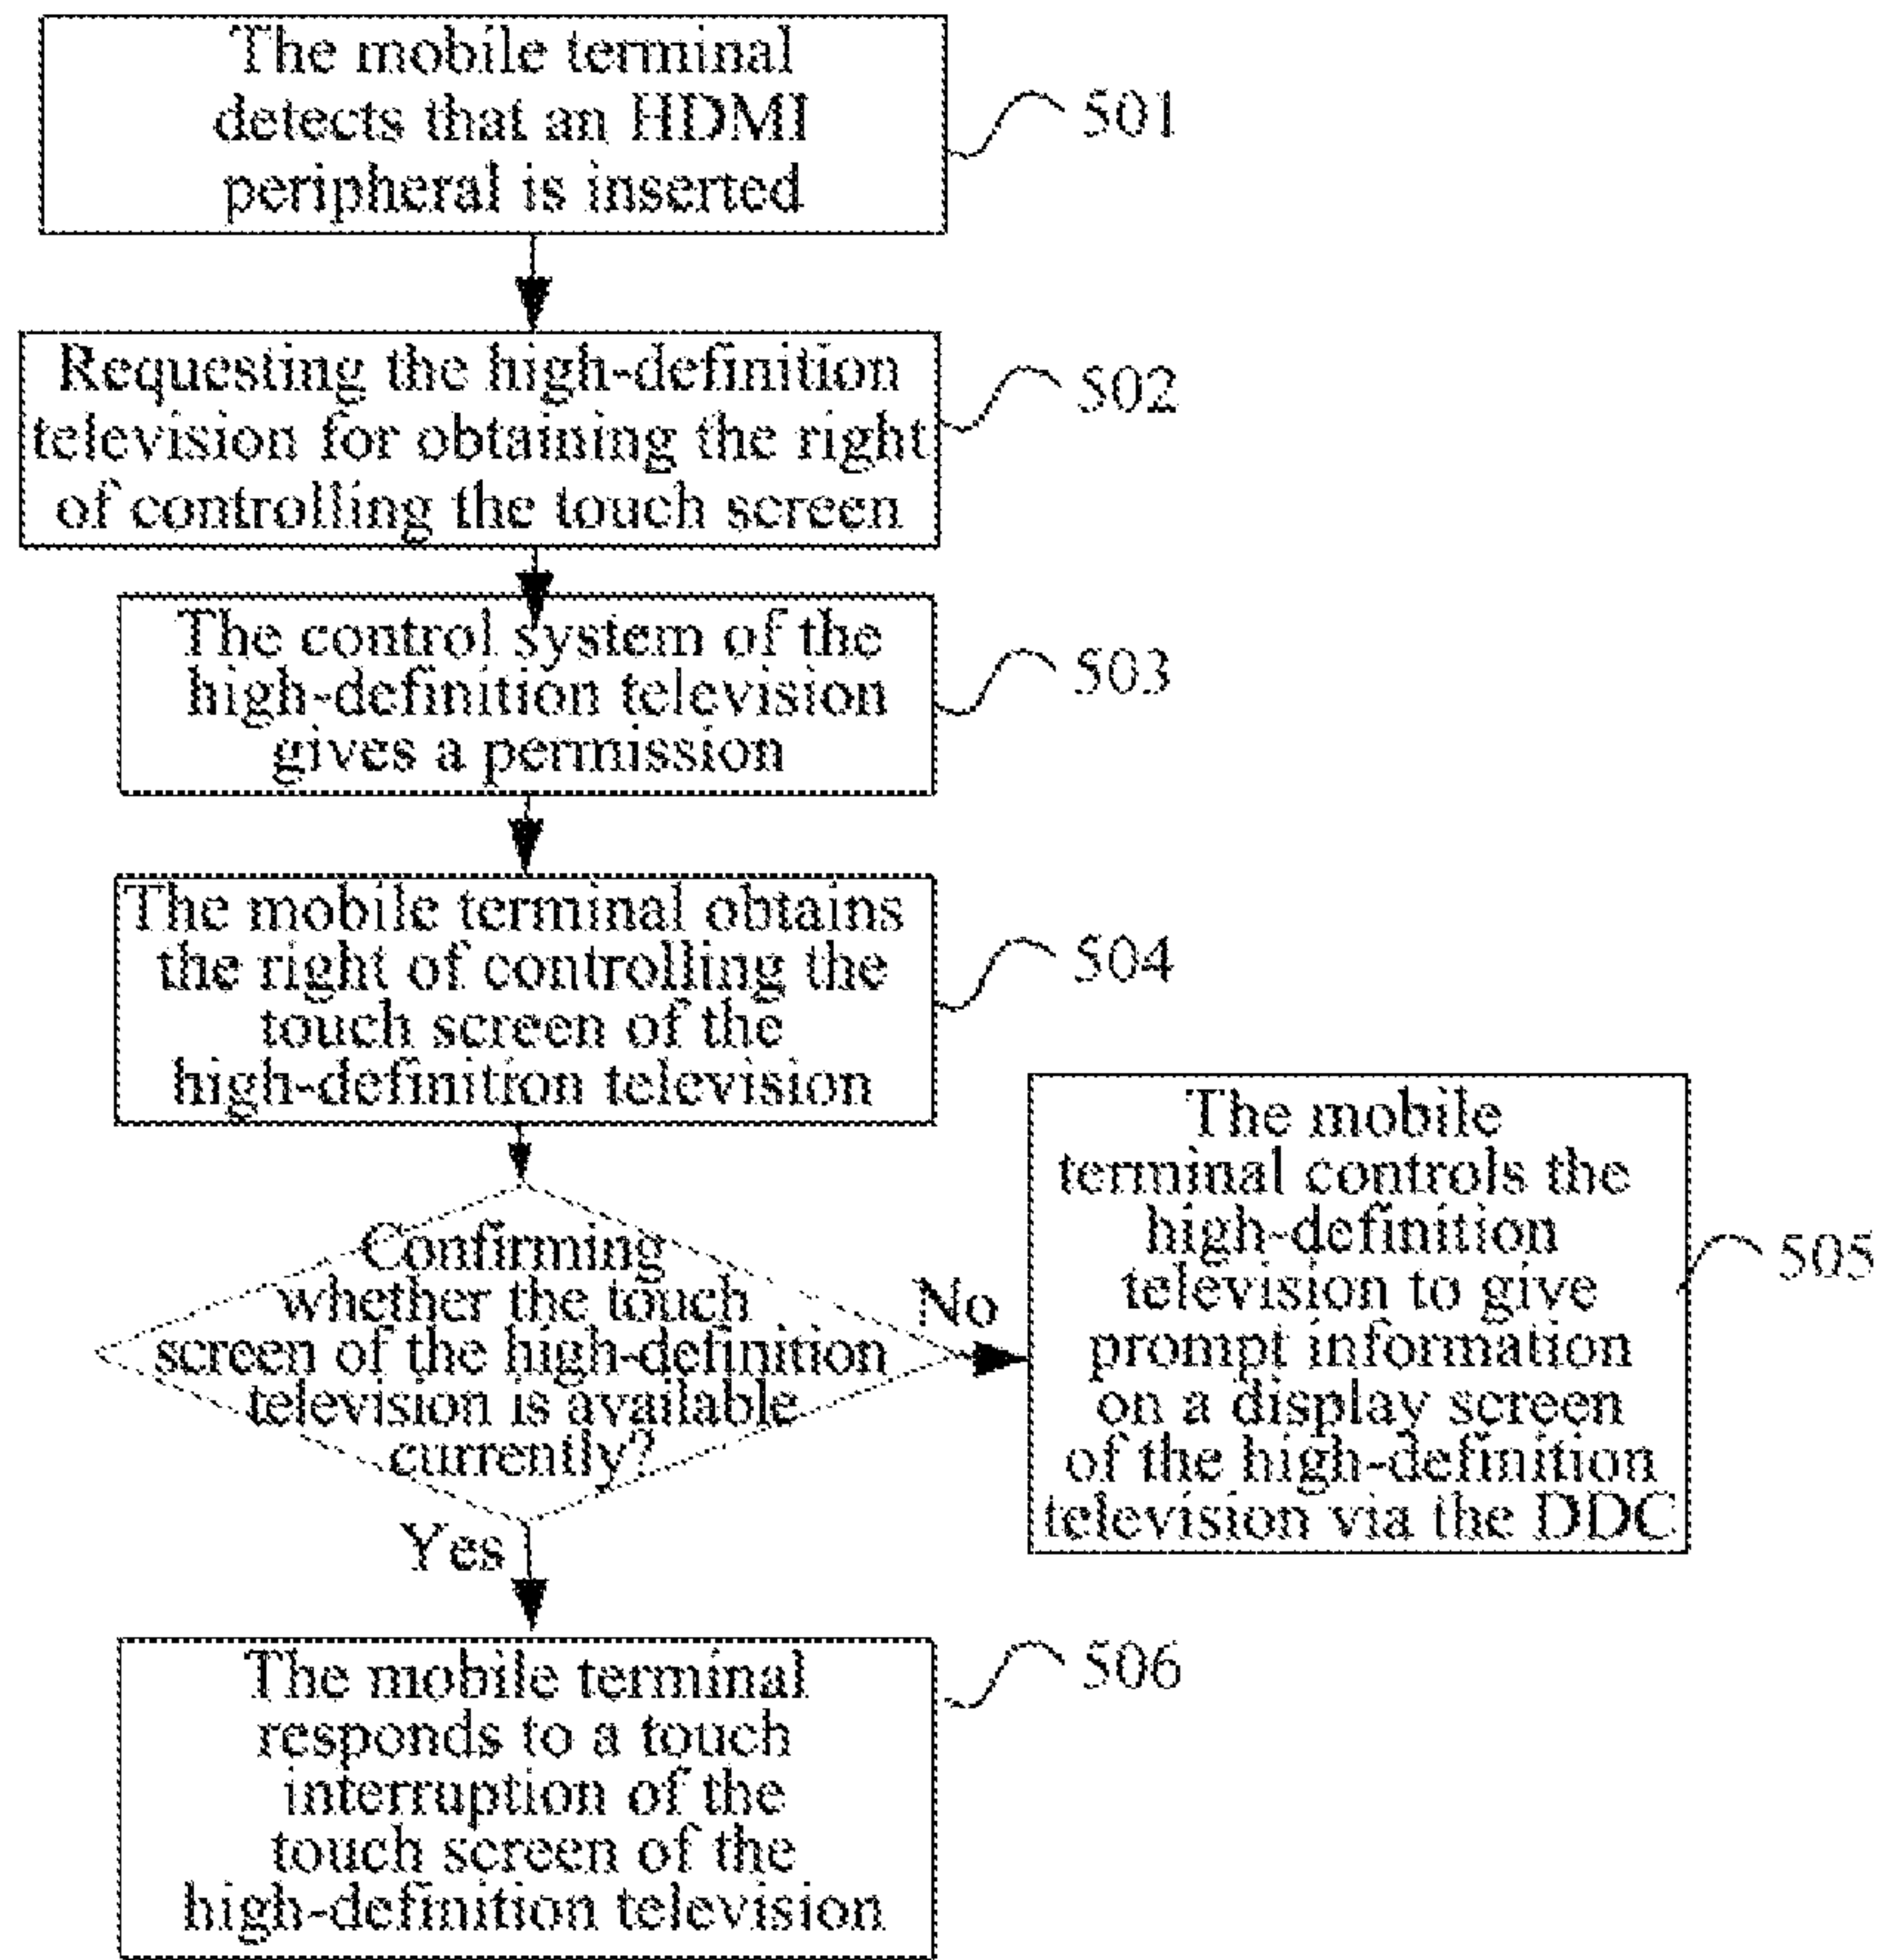 The mobile terminal
detects that an HDMI
peripheral is inserted
501
Requesting the high-definition
television for obtaining the right
of controlling the touch screen
502
The control system of the
high-definition television
gives a permission
503
The mobile terminal obtains
the right of controlling the
touch screen of the
high-definition television
504
Confirming
whether the touch
screen of the high-definition
television is available
currently?
No
The mobile
terminal controls the
high-definition
television to give
prompt information
on a display screen
of the high-definition
television via the DDC
505
Yes
The mobile terminal
responds to a touch
interruption of the
touch screen of the
high-definition television
506